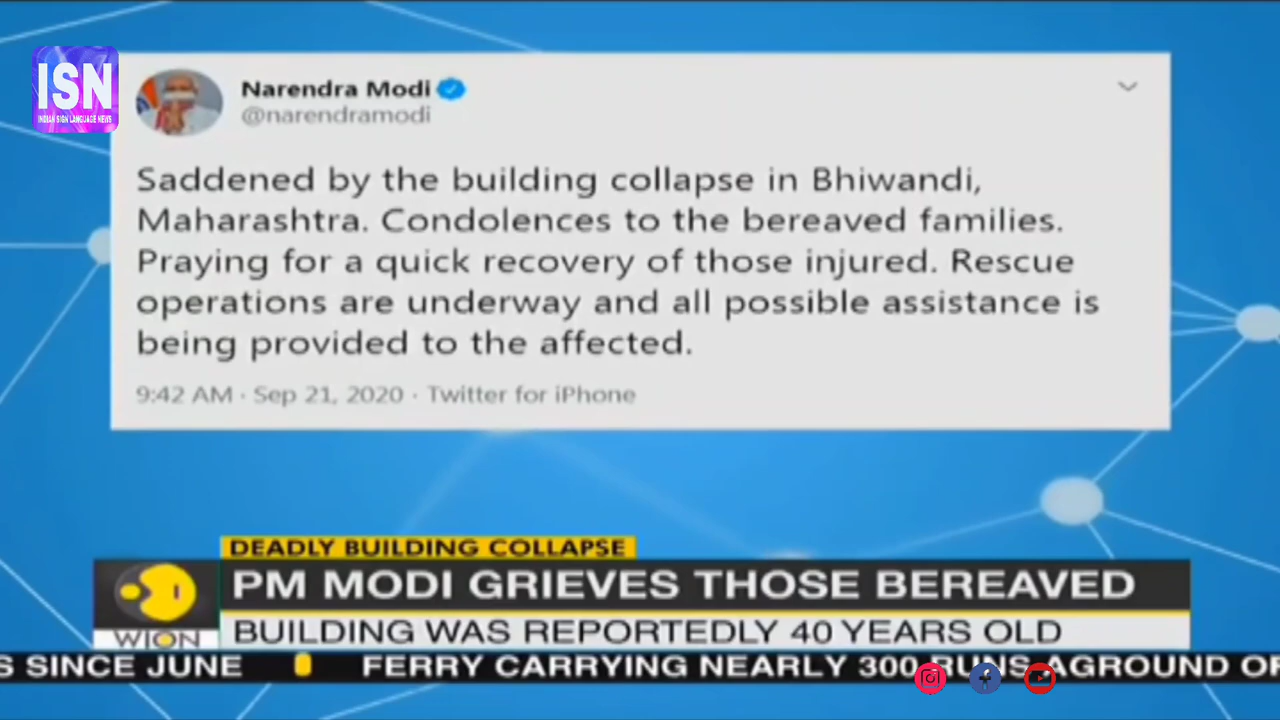 ISN
INDIAN SIGN LANGUAGE NEWS
Narendra Modi
@narendramodi
Saddened by the building collapse in Bhiwandi,
Maharashtra. Condolences to the bereaved families.
Praying for a quick recovery of those injured. Rescue
operations are underway and all possible assistance is
being provided to the affected.
9:42 AM · Sep 21, 2020 · Twitter for iPhone
DEADLY BUILDING COLLAPSE
PM MODI GRIEVES THOSE BEREAVED
WION
BUILDING WAS REPORTEDLY 40 YEARS OLD
S SINCE JUNE FERRY CARRYING NEARLY 300 RUNS AGROUND OF